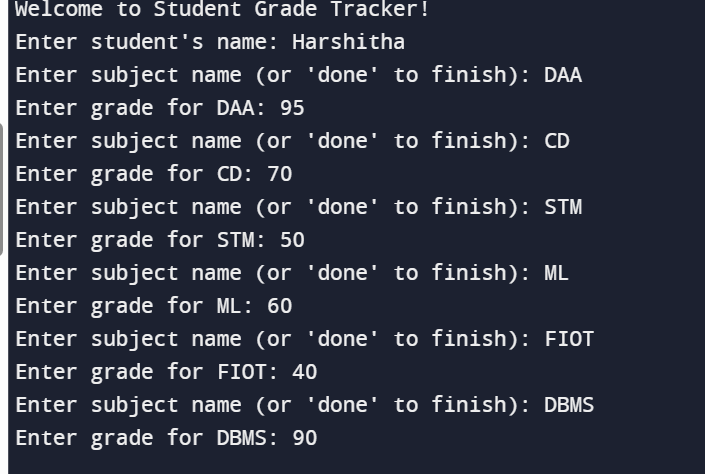 Welcome to Student Grade Tracker!
Enter student's name: Harshitha
Enter subject name (or 'done' to finish): DAA
Enter grade for DAA: 95
Enter subject name (or 'done' to finish): CD
Enter grade for CD: 70
Enter subject name (or 'done' to finish): STM
Enter grade for STM: 50
Enter subject name (or 'done' to finish): ML
Enter grade for ML: 60
Enter subject name (or 'done' to finish): FIOT
Enter grade for FIOT: 40
Enter subject name (or 'done' to finish): DBMS
Enter grade for DBMS: 90